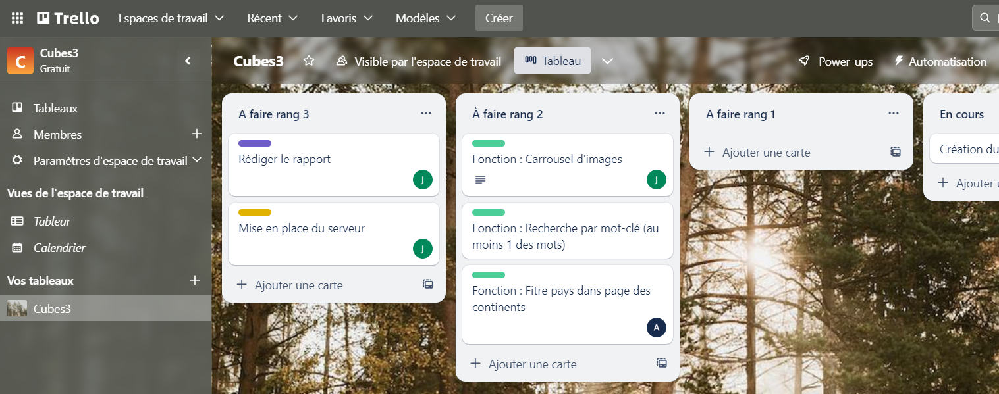 Trello
Espaces de travail
Récent
Favoris
Modèles
Créer
C
Cubes3
Gratuit
Tableaux
Membres
Paramètres d'espace de travail
Vues de l'espace de travail
Tableur
Calendrier
Vos tableaux
Cubes3
Cubes3
Visible par l'espace de travail
Tableau
Power-ups
Automatisation
A faire rang 3
Rédiger le rapport
J
Mise en place du serveur
J
Ajouter une carte
À faire rang 2
Fonction : Carrousel d'images
J
Fonction : Recherche par mot-clé (au
moins 1 des mots)
Fonction : Fitre pays dans page des
continents
A
Ajouter une carte
A faire rang 1
Ajouter une carte
En cours
Création du
Ajouter